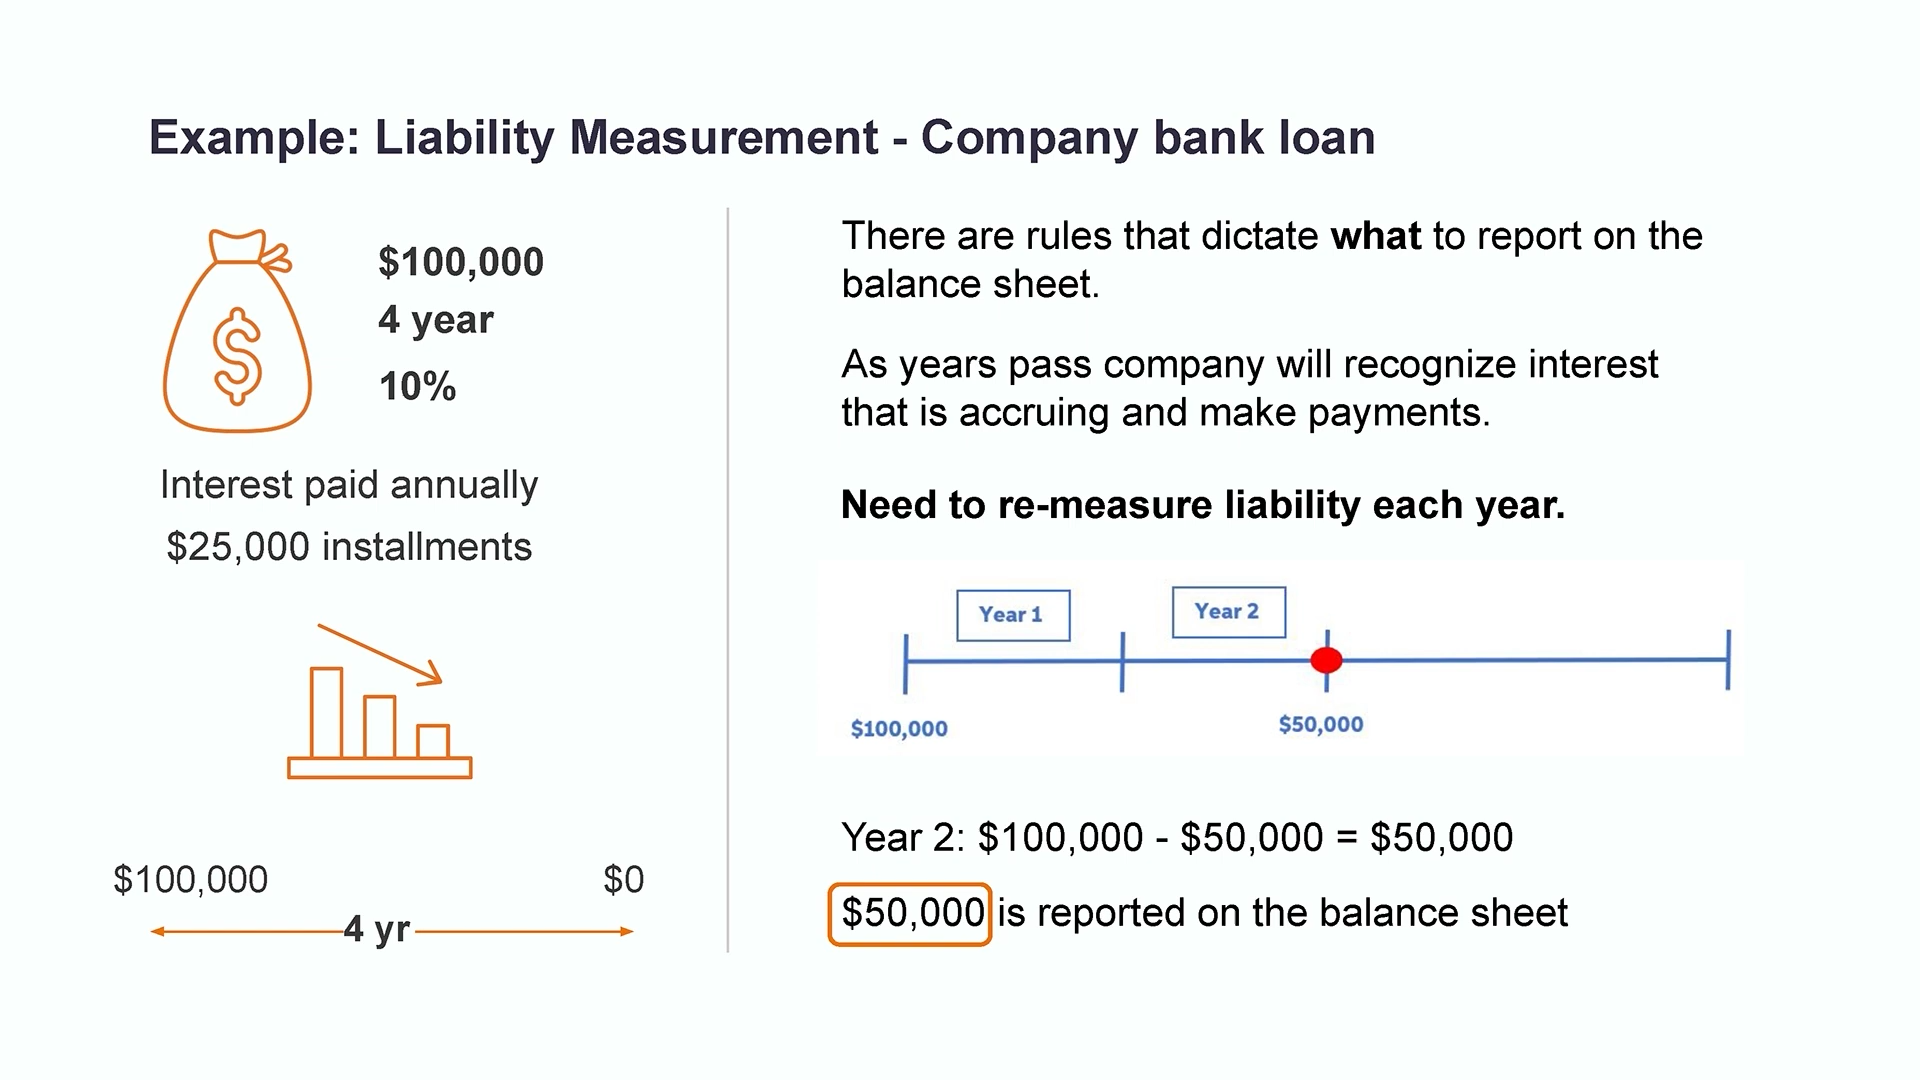 Example: Liability Measurement - Company bank loan
$100,000
4 year
10%
Interest paid annually
$25,000 installments
$100,000
$0
4 yr
There are rules that dictate what to report on the
balance sheet.
As years pass company will recognize interest
that is accruing and make payments.
Need to re-measure liability each year.
Year 1
Year 2
$100,000
$50,000
Year 2: $100,000 - $50,000 = $50,000
$50,000 is reported on the balance sheet